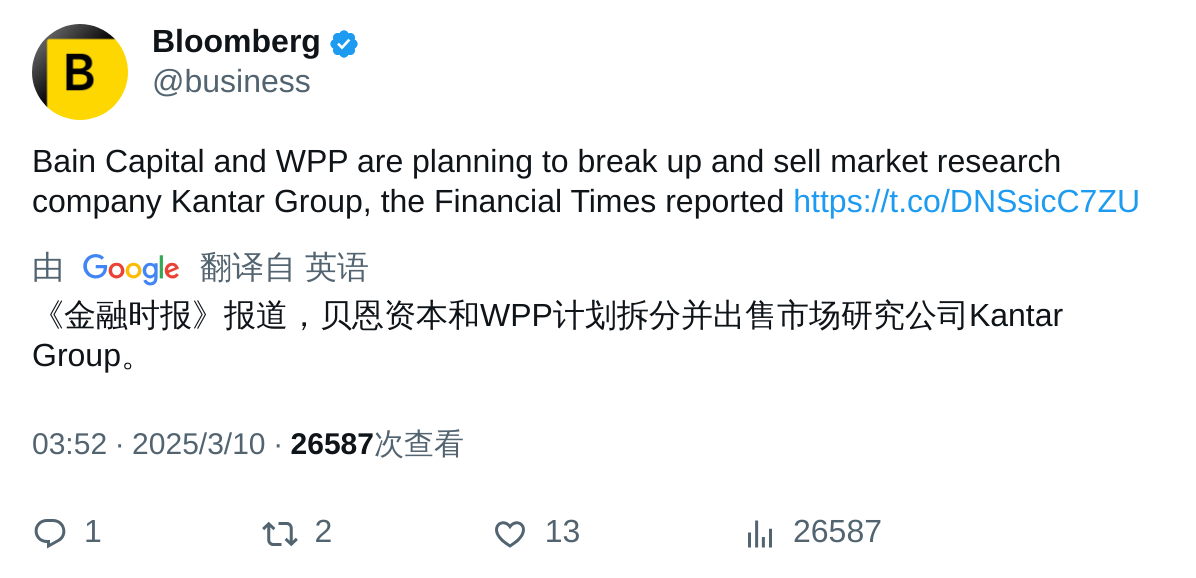 B
Bloomberg
@business
Bain Capital and WPP are planning to break up and sell market research
company Kantar Group, the Financial Times reported https://t.co/DNSsicC7ZU
由 Google 翻译自 英语
《金融时报》报道，贝恩资本和WPP计划拆分并出售市场研究公司Kantar
Group。
03:52 · 2025/3/10 · 26587次查看
1 2 13 26587